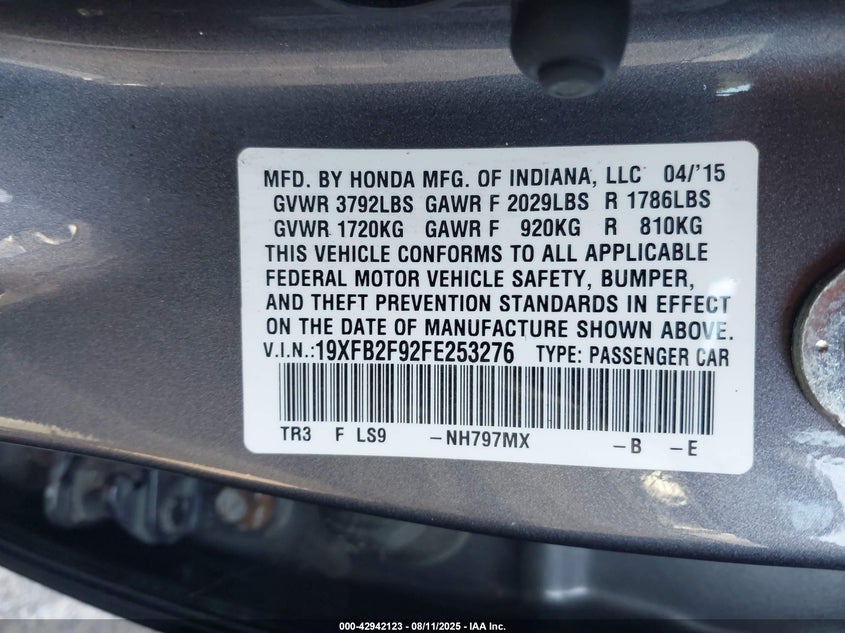 MFD. BY HONDA MFG. OF INDIANA, LLC 04/'15
GVWR 3792LBS GAWR F 2029LBS R 1786LBS
GVWR 1720KG GAWR F 920KG R 810KG
THIS VEHICLE CONFORMS TO ALL APPLICABLE
FEDERAL MOTOR VEHICLE SAFETY, BUMPER,
AND THEFT PREVENTION STANDARDS IN EFFECT
ON THE DATE OF MANUFACTURE SHOWN ABOVE.
V.I.N.:19XFB2F92FE253276 TYPE: PASSENGER CAR
TR3 F LS9 -NH797MX -B -E
000-42942123 - 08/11/2025 - IAA Inc.